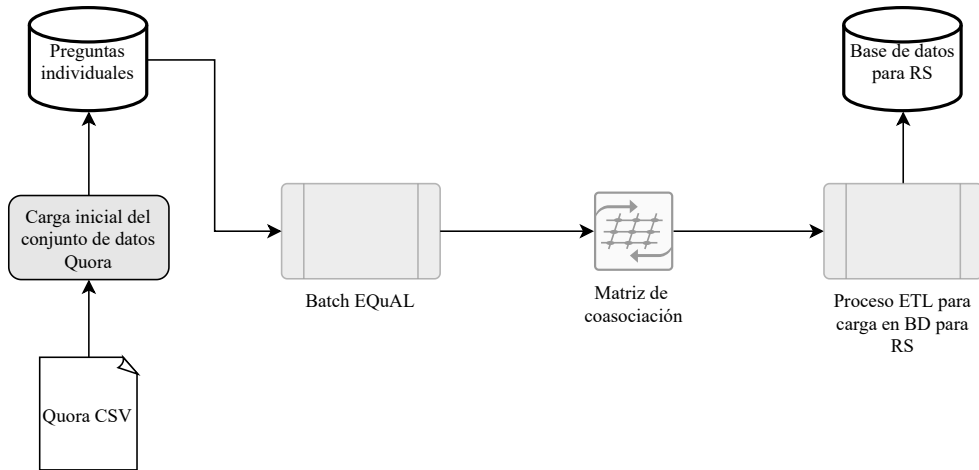 Preguntas
individuales
Base de datos
para RS
Carga inicial del
conjunto de datos
Quora
Batch EQuAL
Matriz de
coasociación
Proceso ETL para
carga en BD para
RS
Quora CSV